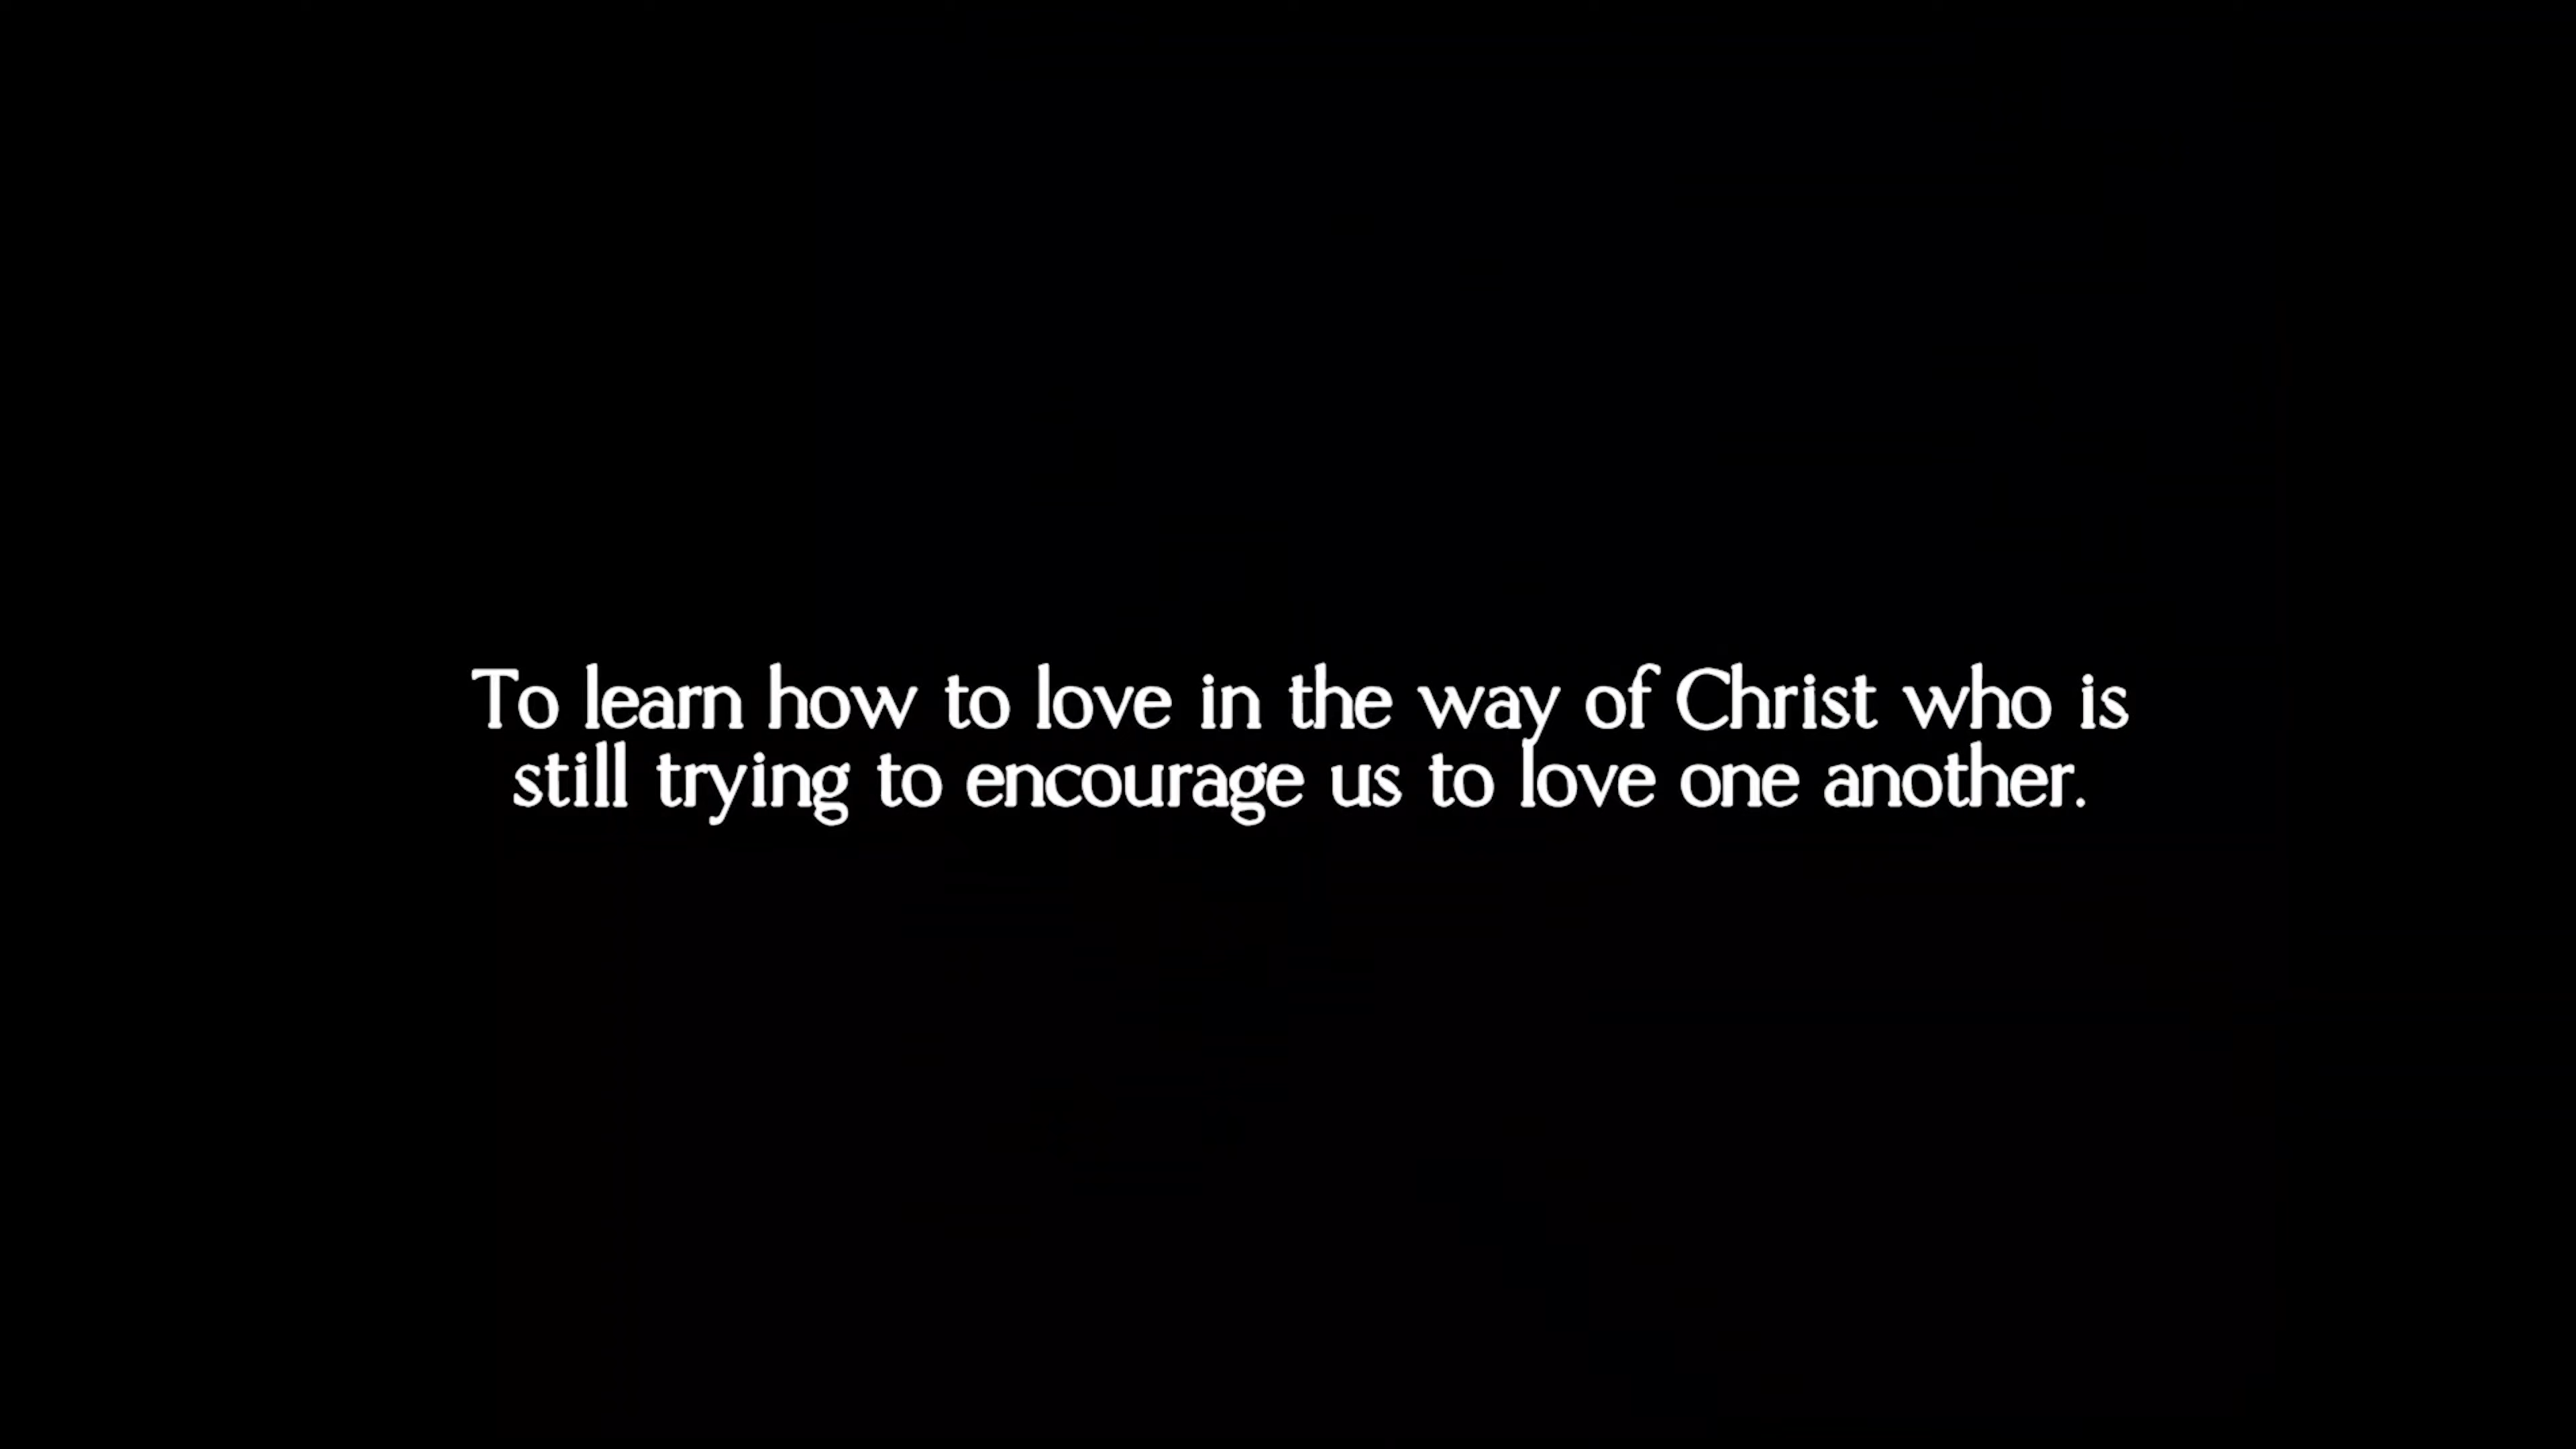 To learn how to love in the way of Christ who is
still trying to encourage us to love one another.